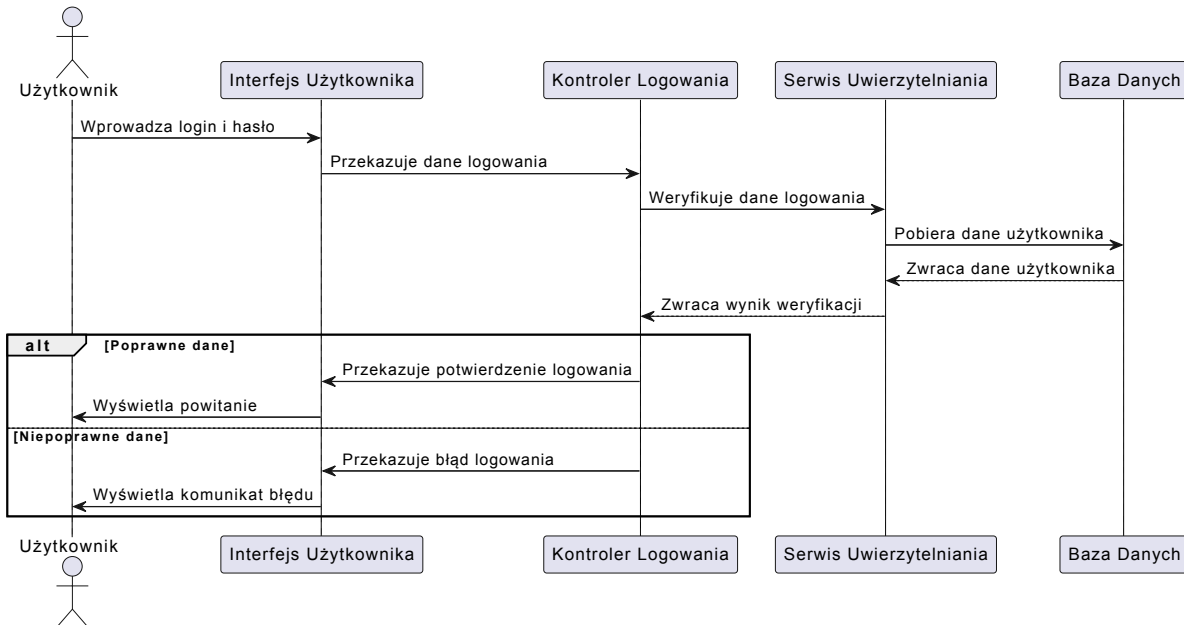 Użytkownik
Interfejs Użytkownika
Kontroler Logowania
Serwis Uwierzytelniania
Baza Danych
Wprowadza login i hasło
Przekazuje dane logowania
Weryfikuje dane logowania
Pobiera dane użytkownika
Zwraca dane użytkownika
Zwraca wynik weryfikacji
alt [Poprawne dane]
Przekazuje potwierdzenie logowania
Wyświetla powitanie
[Niepoprawne dane]
Przekazuje błąd logowania
Wyświetla komunikat błędu
Użytkownik
Interfejs Użytkownika
Kontroler Logowania
Serwis Uwierzytelniania
Baza Danych